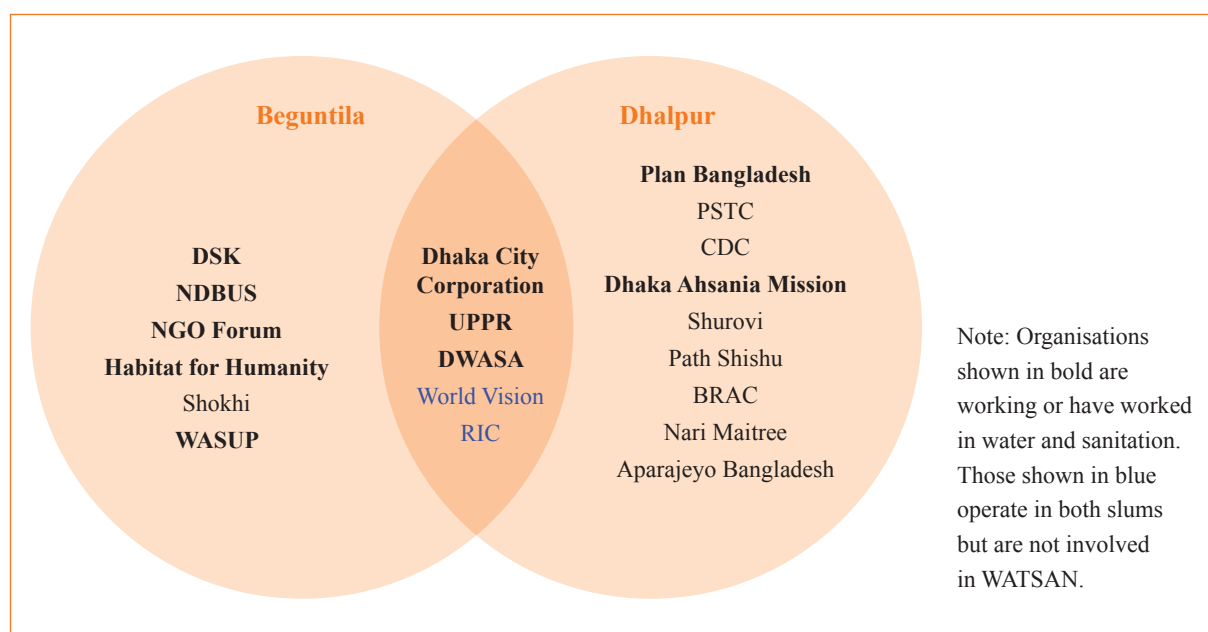 Beguntila
DSK
NDBUS
NGO Forum
Habitat for Humanity
Shokhi
WASUP
Dhaka City
Corporation
UPPR
DWASA
World Vision
RIC
Dhalpur
Plan Bangladesh
PSTC
CDC
Dhaka Ahsania Mission
Shurovi
Path Shishu
BRAC
Nari Maitree
Aparajeyo Bangladesh
Note: Organisations
shown in bold are
working or have worked
in water and sanitation.
Those shown in blue
operate in both slums
but are not involved
in WATSAN.